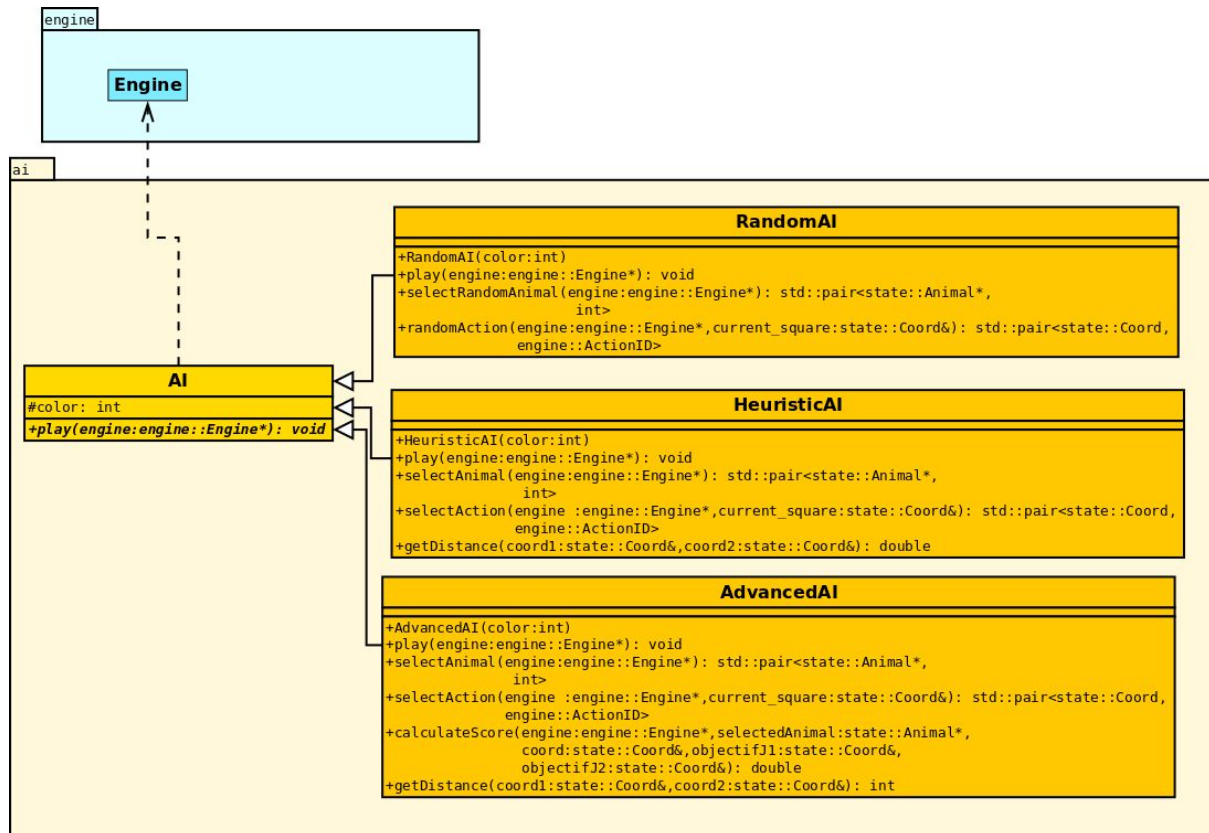 engine
Engine
ai
RandomAI
+RandomAI(color:int)
+play(engine:engine::Engine*): void
+selectRandomAnimal(engine:engine::Engine*): std::pair<state::Animal*,
int>
+randomAction(engine:engine::Engine*,current_square:state::Coord&): std::pair<state::Coord,
engine::ActionID>
AI
#color: int
+play(engine:engine::Engine*): void
HeuristicAI
+HeuristicAI(color:int)
+play(engine:engine::Engine*): void
+selectAnimal(engine:engine::Engine*): std::pair<state::Animal*,
int>
+selectAction(engine :engine::Engine*,current_square:state::Coord&): std::pair<state::Coord,
engine::ActionID>
+getDistance(coord1:state::Coord&,coord2:state::Coord&): double
AdvancedAI
+AdvancedAI(color:int)
+play(engine:engine::Engine*): void
+selectAnimal(engine:engine::Engine*): std::pair<state::Animal*,
int>
+selectAction(engine :engine::Engine*,current_square:state::Coord&): std::pair<state::Coord,
engine::ActionID>
+calculateScore(engine:engine::Engine*,selectedAnimal:state::Animal*,
coord:state::Coord&,objectifJ1:state::Coord&,
objectifJ2:state::Coord&): double
+getDistance(coord1:state::Coord&,coord2:state::Coord&): int